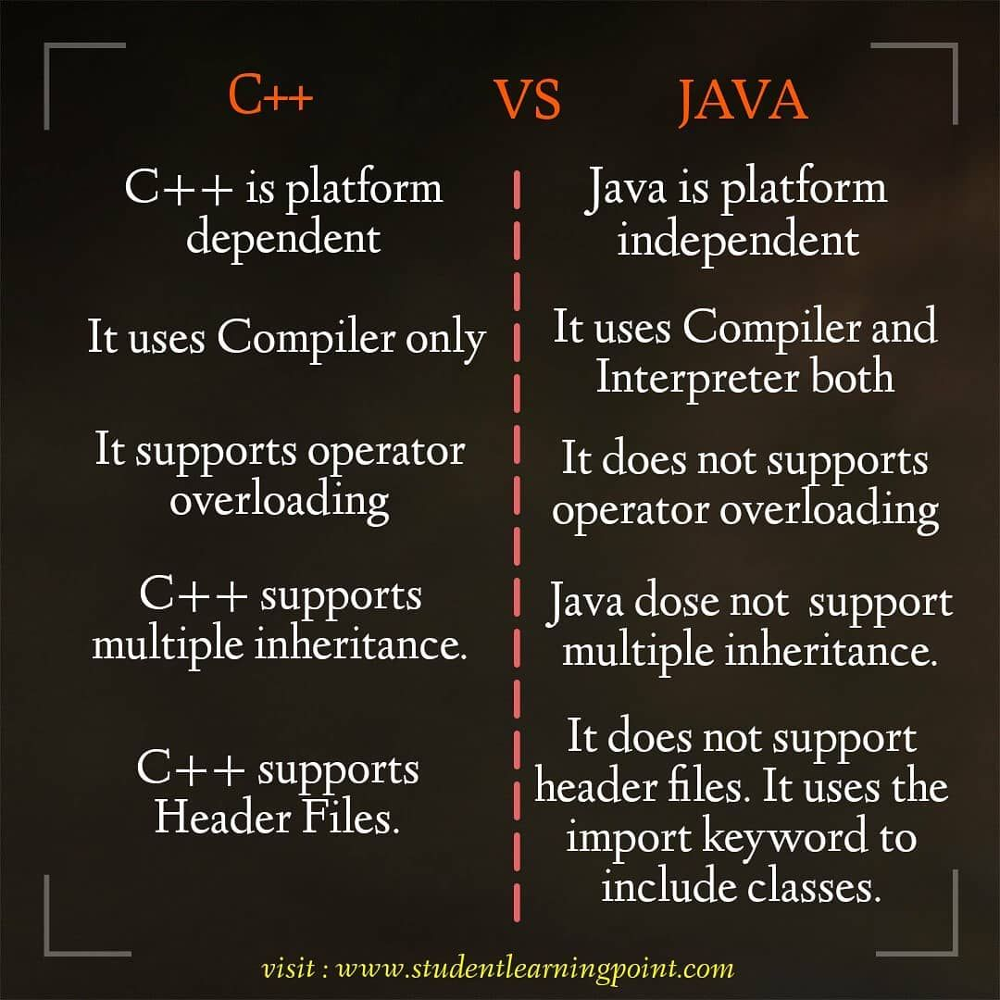 C++ VS JAVA
C++ is platform
dependent
Java is platform
independent
It uses Compiler only
It uses Compiler and
Interpreter both
It supports operator
overloading
It does not supports
operator overloading
C++ supports
multiple inheritance.
Java dose not support
multiple inheritance.
C++ supports
Header Files.
It does not support
header files. It uses the
import keyword to
include classes.
visit : www.studentlearningpoint.com